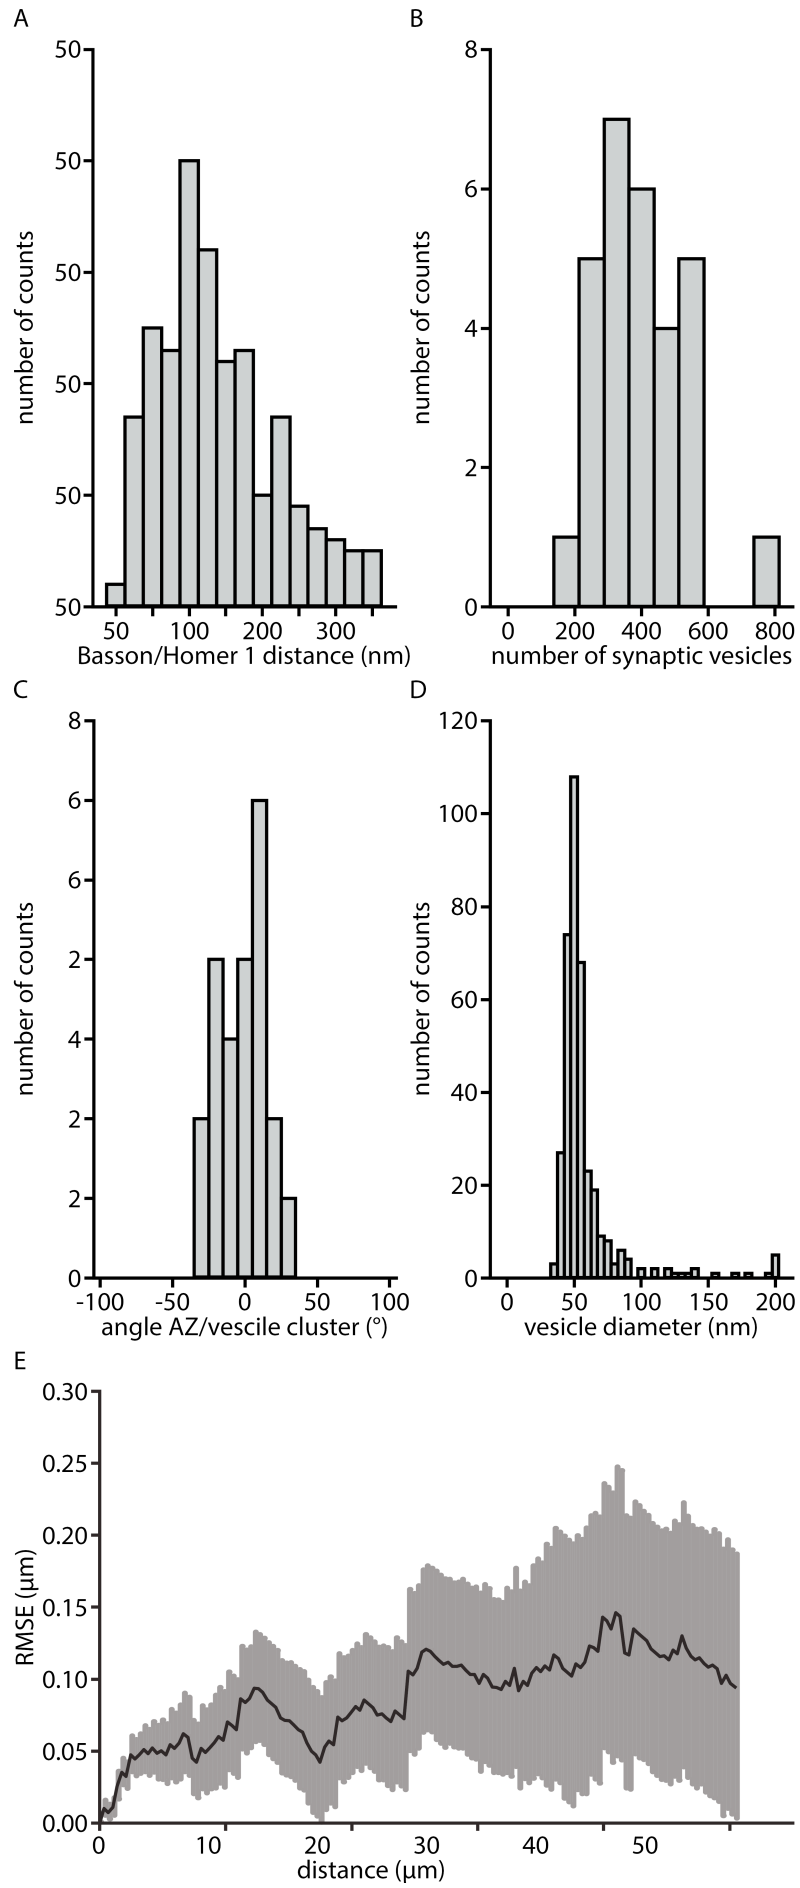 A
50
50
50
50
50
50
number of counts
50 100 200 300
Basson/Homer 1 distance (nm)
B
8
6
4
2
0
number of counts
0 200 400 600 800
number of synaptic vesicles
C
8
6
6
2
4
2
2
0
number of counts
-100 -50 0 50 100
angle AZ/vescile cluster (°)
D
120
100
80
60
40
20
0
number of counts
0 50 100 150 200
vesicle diameter (nm)
E
0.30
0.25
0.20
0.15
0.10
0.05
0.00
RMSE (μm)
0 10 20 30 40 50
distance (μm)